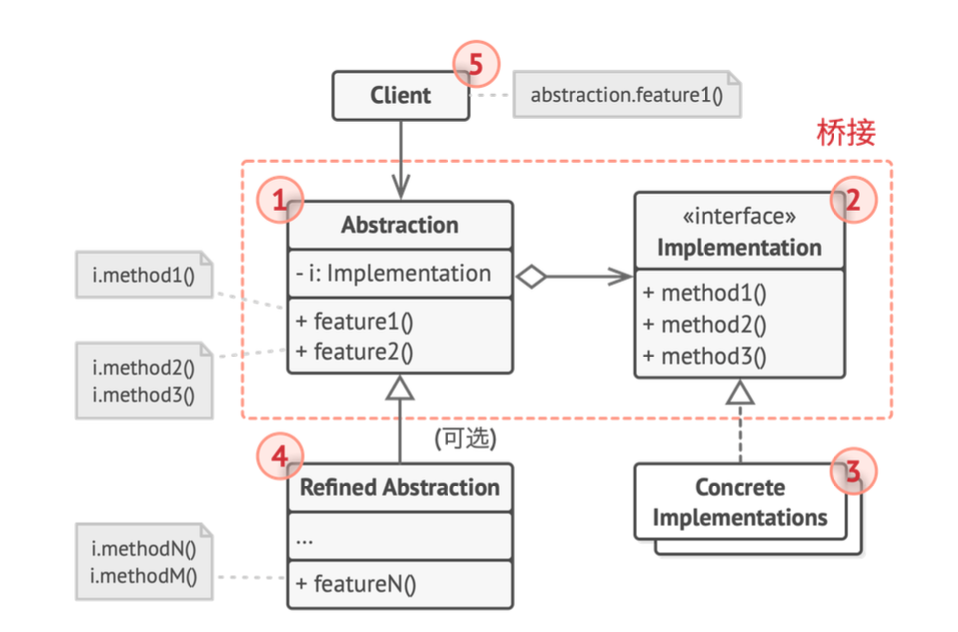 5
Client
abstraction.feature1()
桥接
1
2
Abstraction
«interface»
Implementation
- i: Implementation
i.method1()
+ method1()
+ feature1()
+ method2()
+ feature2()
+ method3()
i.method2()
i.method3()
(可选)
4
3
Refined Abstraction
Concrete
Implementations
...
i.methodN()
i.methodM()
+ featureN()